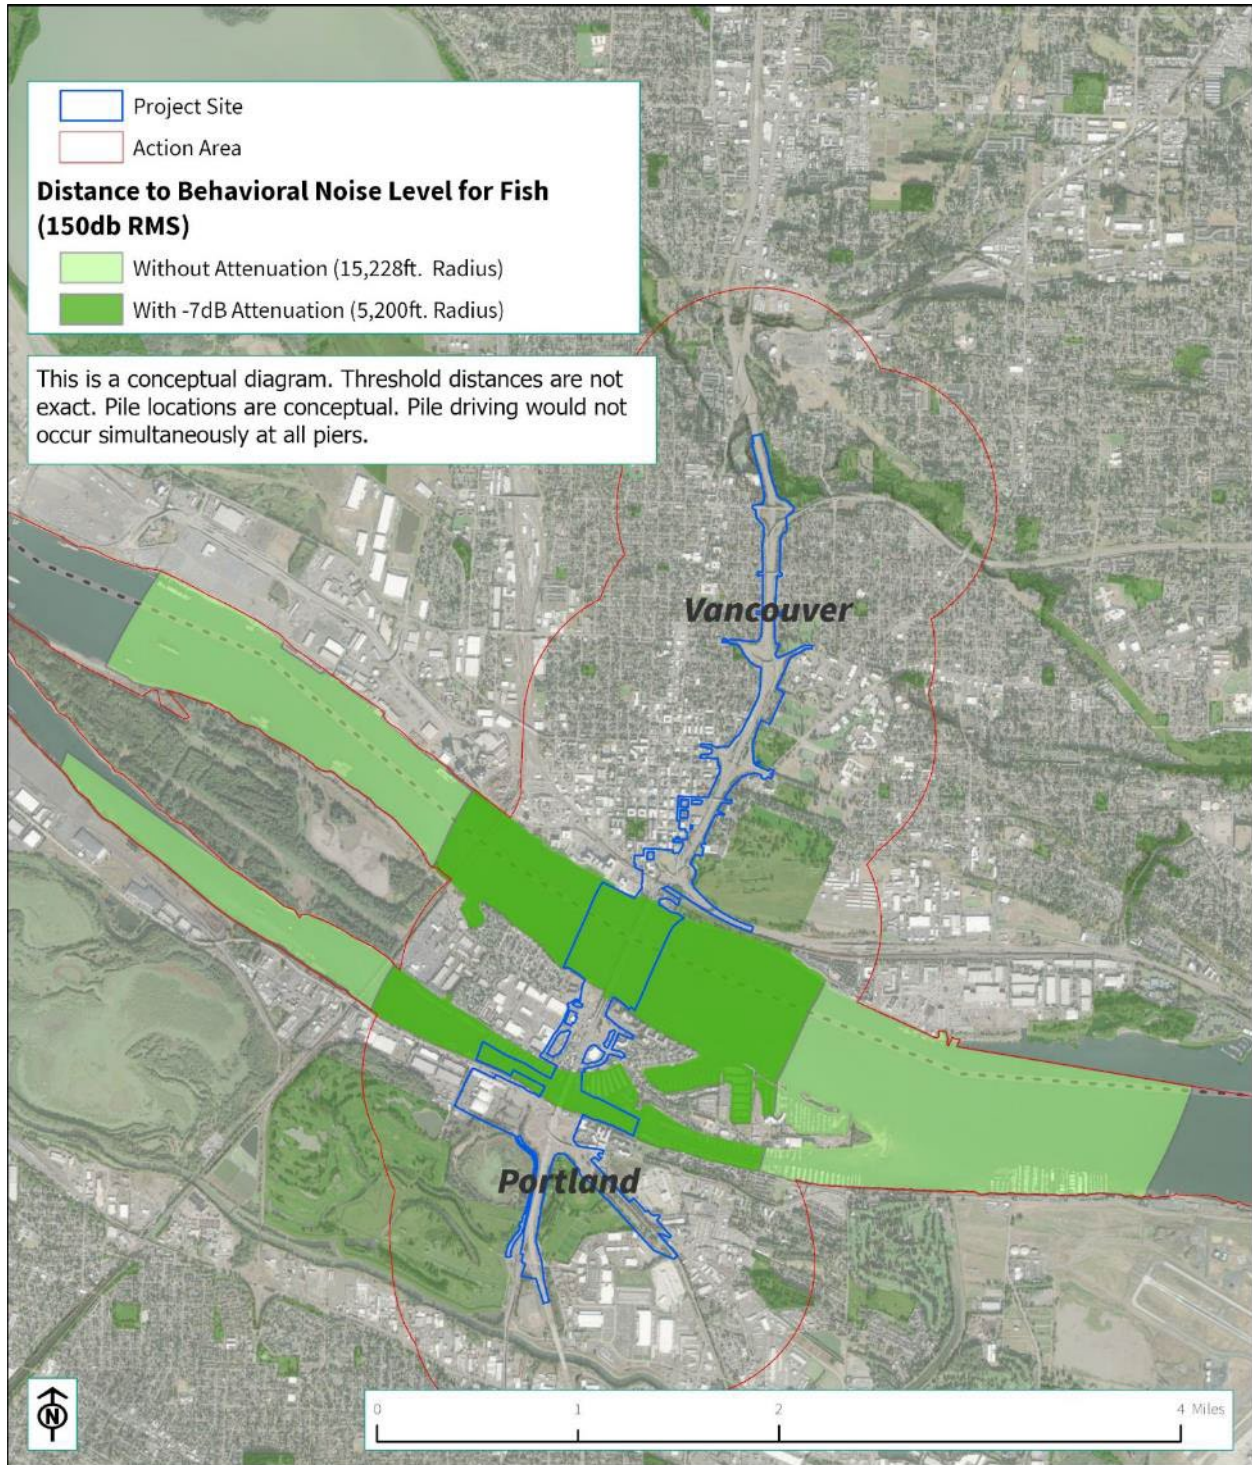 Project Site
Action Area
Distance to Behavioral Noise Level for Fish
(150db RMS)
Without Attenuation (15,228ft. Radius)
With -7dB Attenuation (5,200ft. Radius)
This is a conceptual diagram. Threshold distances are not
exact. Pile locations are conceptual. Pile driving would not
occur simultaneously at all piers.
Vancouver
Portland
N
0 1 2 4 Miles